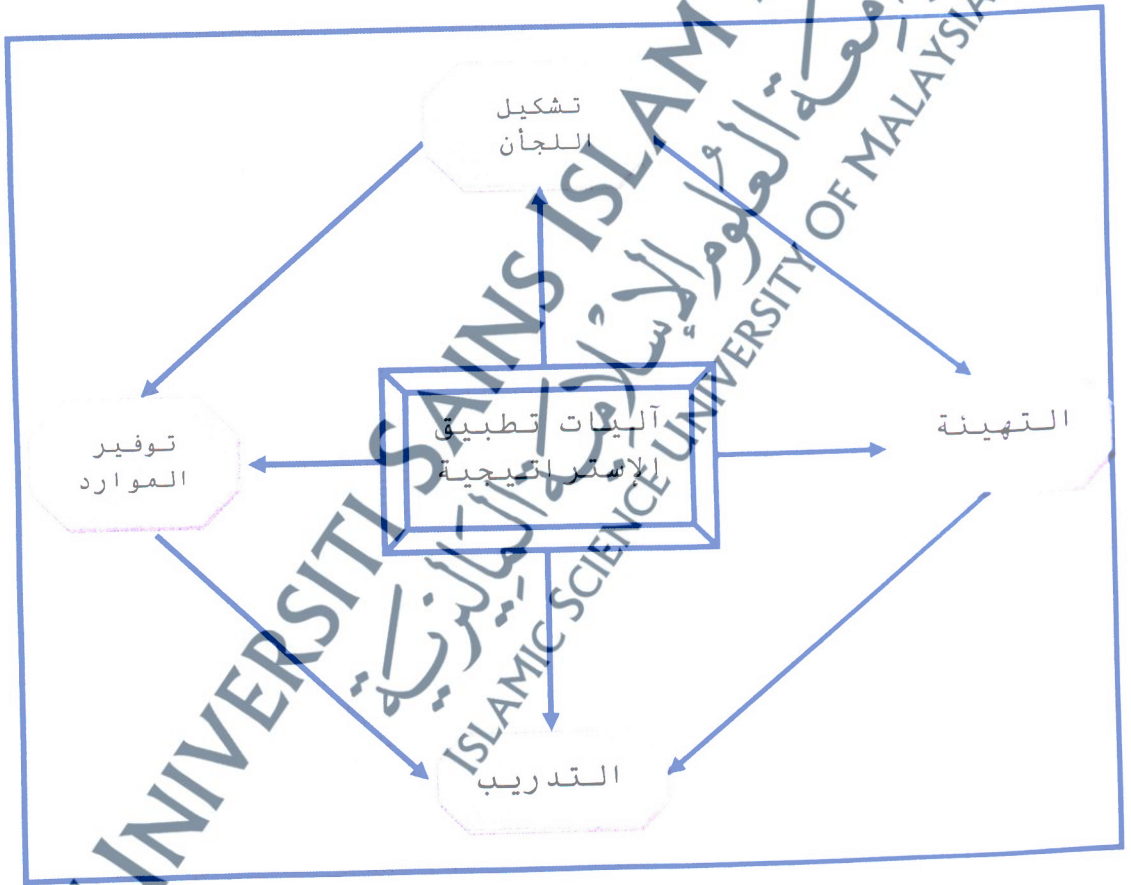 تشكيل
اللجأن
التهيئة
آليات تطبيق
الإستراتيجية
توفير
الموارد
التدريب
UNIVERSITI SAINS ISLAM
جامعة العلوم الإسلامية الماليزية
ISLAMIC SCIENCE UNIVERSITY OF MALAYSIA